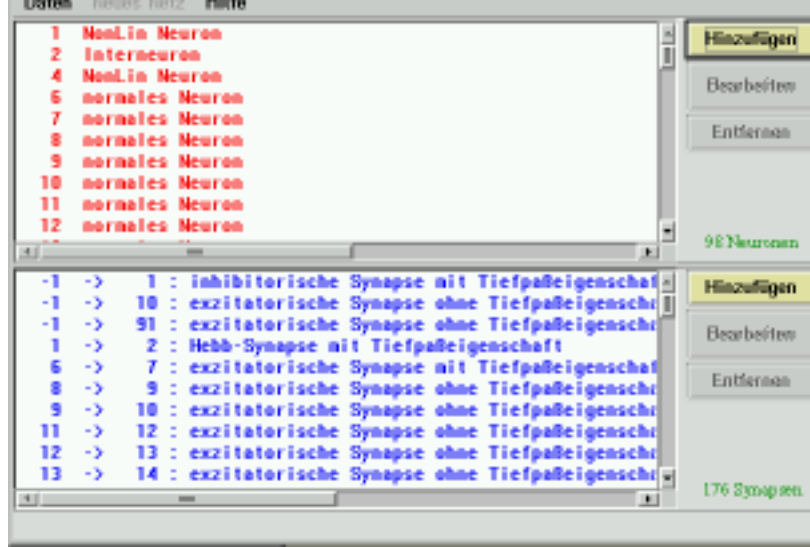 Daten neues Netz Hilfe
1 NonLin Neuron
2 Interneuron
4 NonLin Neuron
6 normales Neuron
7 normales Neuron
8 normales Neuron
9 normales Neuron
10 normales Neuron
11 normales Neuron
12 normales Neuron
Hinzufügen
Bearbeiten
Entfernen
98 Neuronen
-1 -> 1 : inhibitorische Synapse mit Tiefpaßeigenschaf
-1 -> 10 : exzitatorische Synapse ohne Tiefpaßeigenscha
-1 -> 91 : exzitatorische Synapse ohne Tiefpaßeigenscha
1 -> 2 : Hebb-Synapse mit Tiefpaßeigenschaft
6 -> 7 : exzitatorische Synapse mit Tiefpaßeigenschaf
8 -> 9 : exzitatorische Synapse ohne Tiefpaßeigenscha
9 -> 10 : exzitatorische Synapse ohne Tiefpaßeigenscha
11 -> 12 : exzitatorische Synapse ohne Tiefpaßeigenscha
12 -> 13 : exzitatorische Synapse ohne Tiefpaßeigenscha
13 -> 14 : exzitatorische Synapse ohne Tiefpaßeigenscha
Hinzufügen
Bearbeiten
Entfernen
176 Synapsen